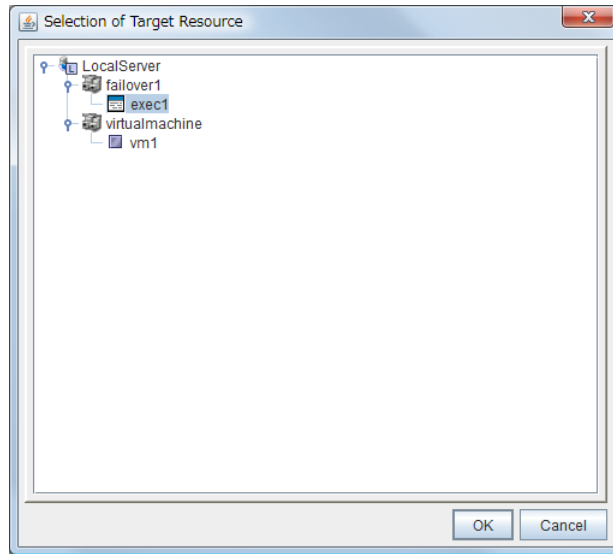 Selection of Target Resource
LocalServer
failover1
exec1
virtualmachine
vm1
OK
Cancel